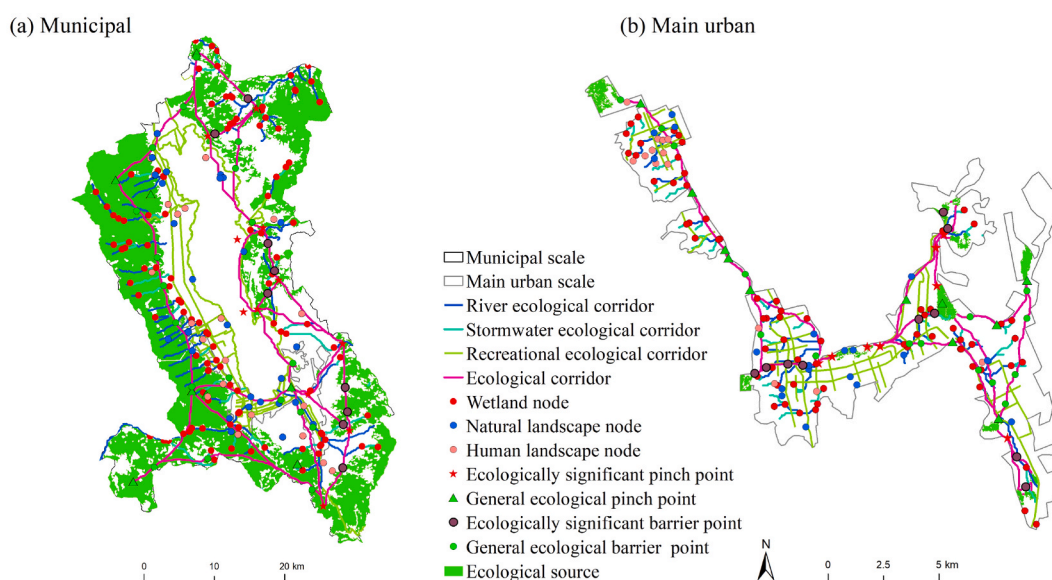 (a) Municipal
(b) Main urban
Municipal scale
Main urban scale
River ecological corridor
Stormwater ecological corridor
Recreational ecological corridor
Ecological corridor
Wetland node
Natural landscape node
Human landscape node
Ecologically significant pinch point
General ecological pinch point
Ecologically significant barrier point
General ecological barrier point
Ecological source
0 10 20 km
N
0 2.5 5 km